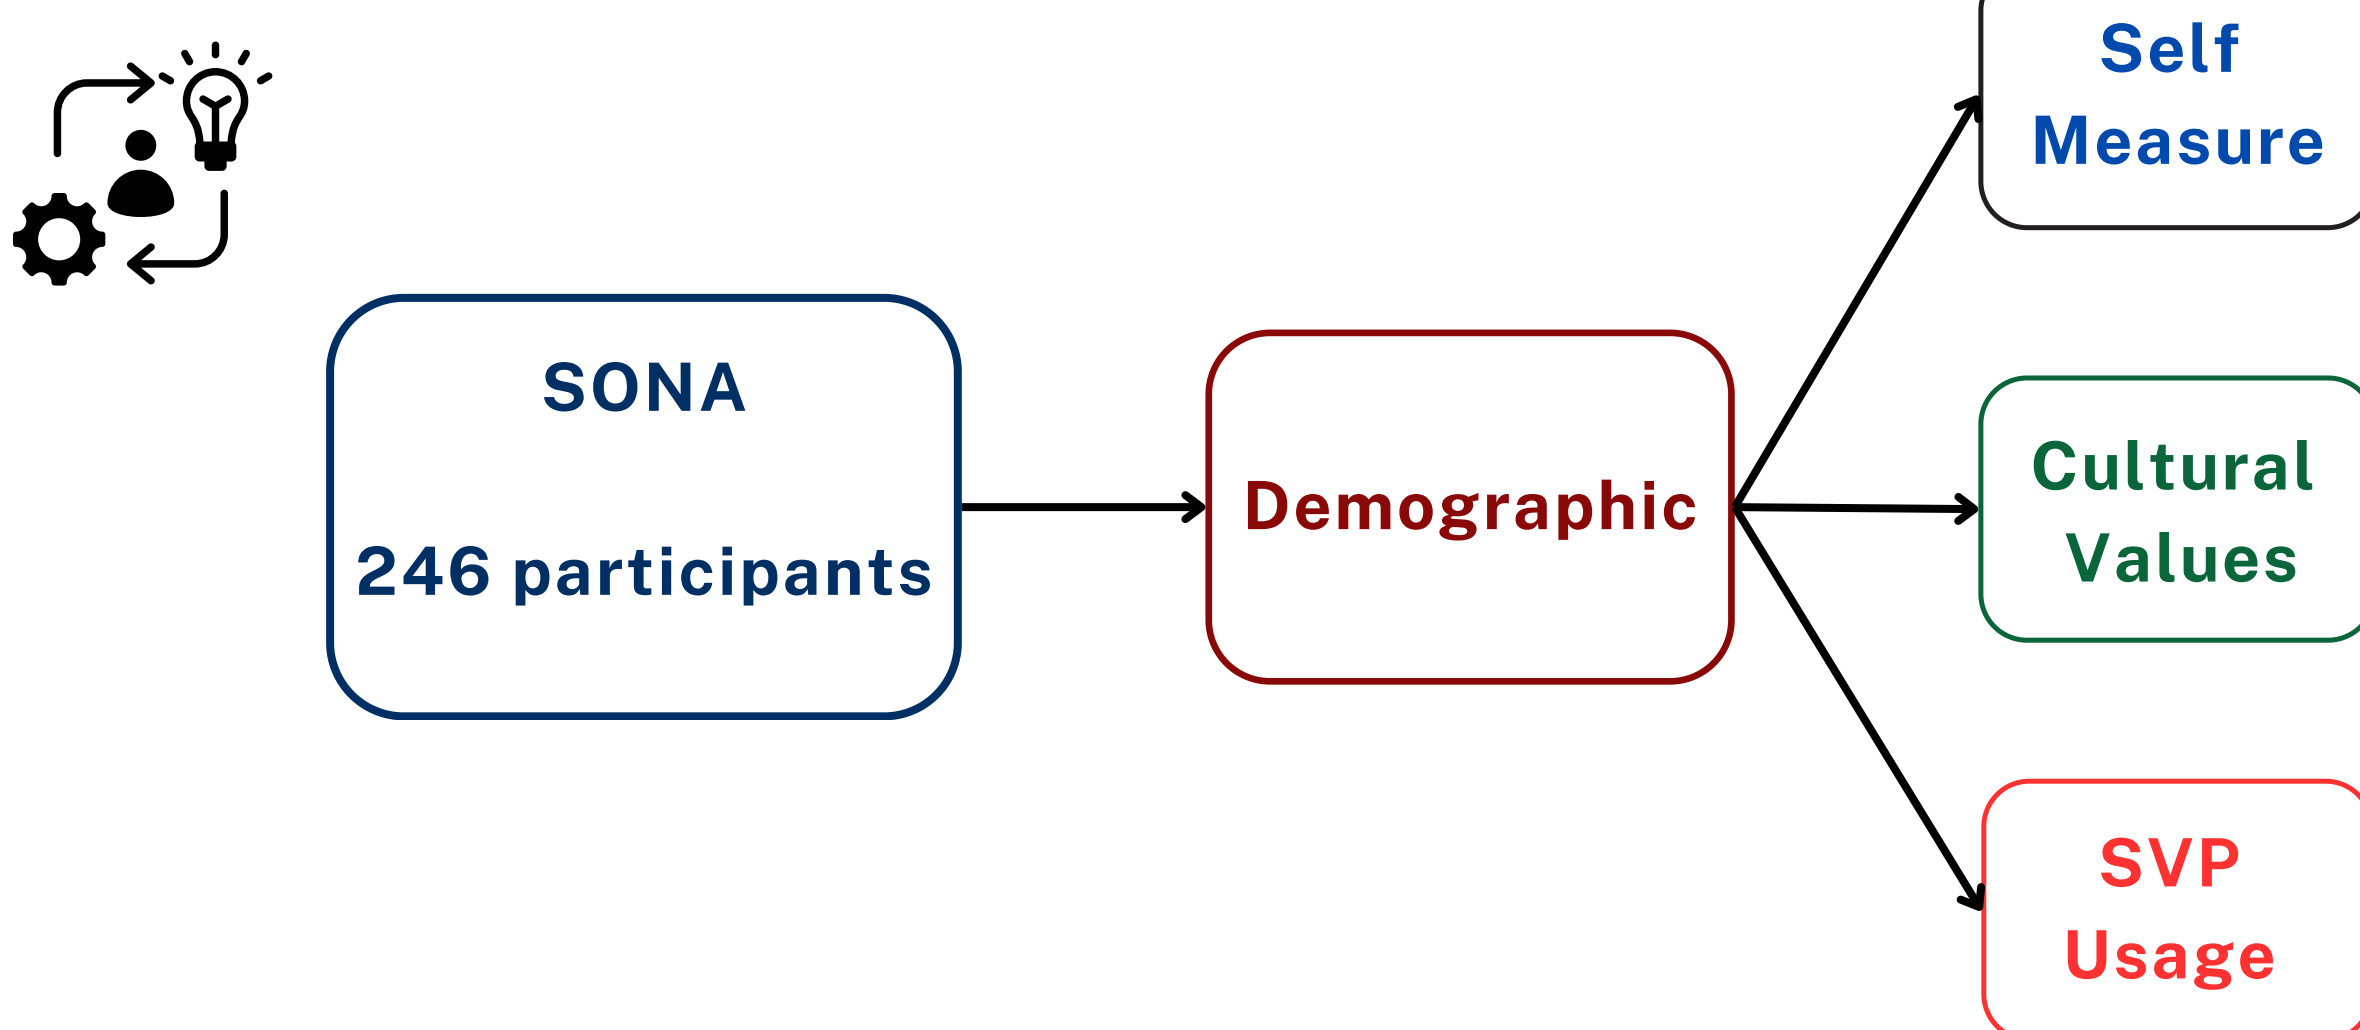 SONA
246 participants
Demographic
Self
Measure
Cultural
Values
SVP
Usage